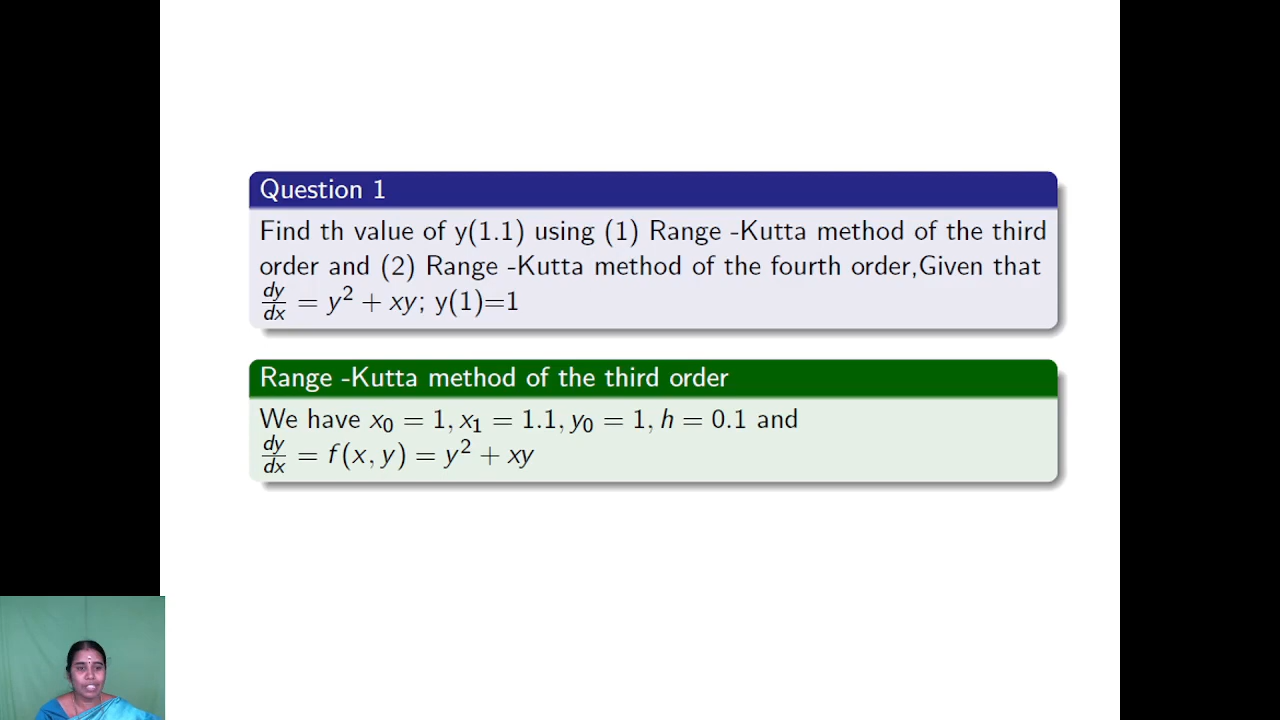 Question 1
Find th value of y(1.1) using (1) Range -Kutta method of the third
order and (2) Range -Kutta method of the fourth order,Given that
dy/dx = y² + xy; y(1)=1
Range -Kutta method of the third order
We have x₀ = 1, x₁ = 1.1, y₀ = 1, h = 0.1 and
dy/dx = f(x, y) = y² + xy